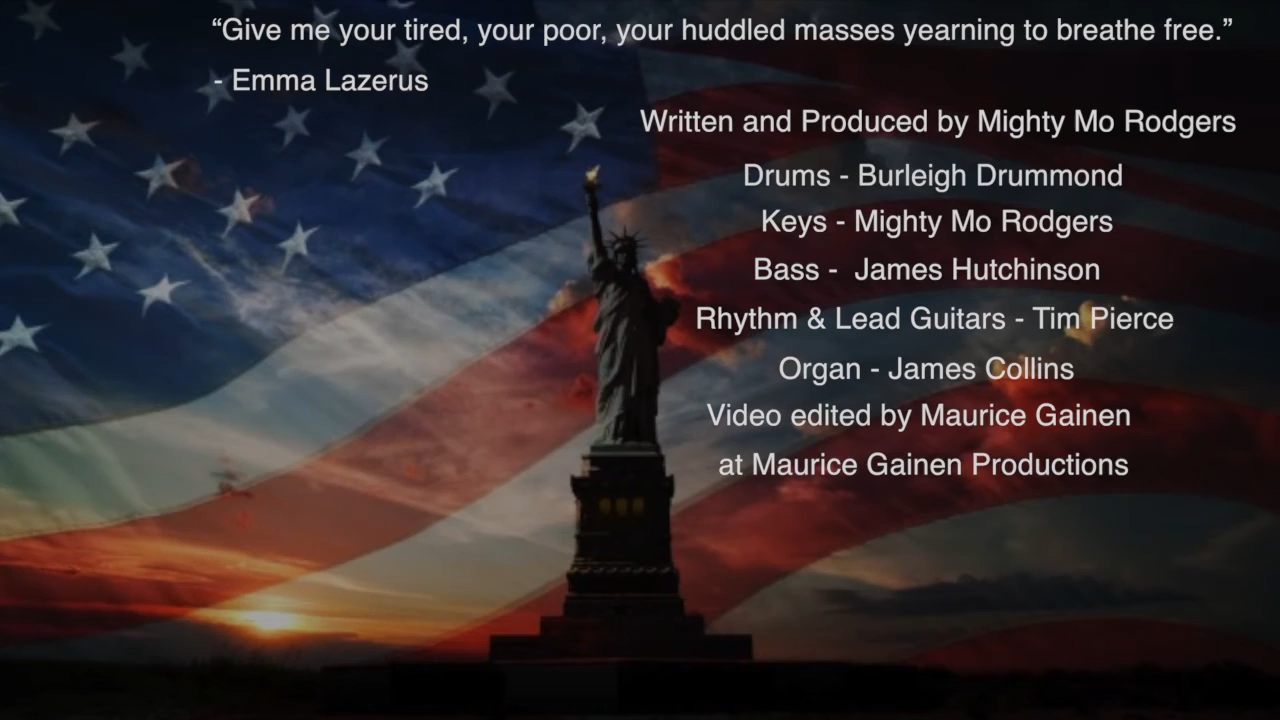 “Give me your tired, your poor, your huddled masses yearning to breathe free.”
- Emma Lazerus
Written and Produced by Mighty Mo Rodgers
Drums - Burleigh Drummond
Keys - Mighty Mo Rodgers
Bass -  James Hutchinson
Rhythm & Lead Guitars - Tim Pierce
Organ - James Collins
Video edited by Maurice Gainen
at Maurice Gainen Productions